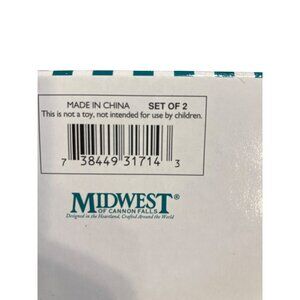 MADE IN CHINA SET OF 2
This is not a toy, not intended for use by children.
7 38449 31714 3
MIDWEST®
OF CANNON FALLS
Designed in the Heartland, Crafted Around the World